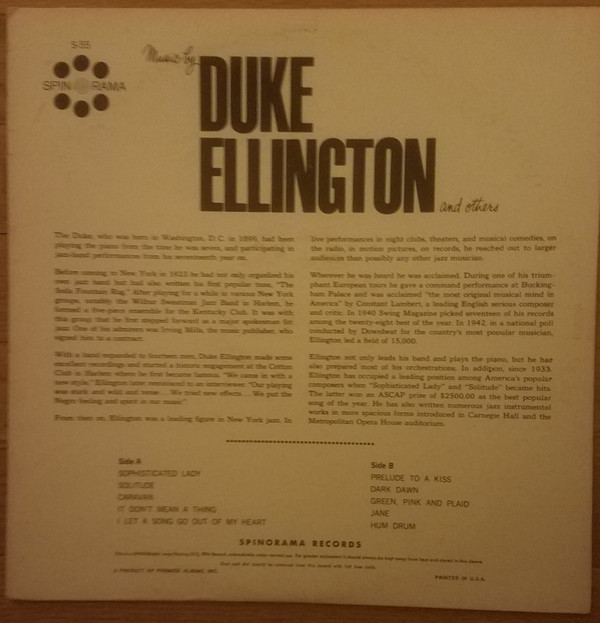 S-55
SPIN RAMA
Music by
DUKE
ELLINGTON
and others
The Duke, who was born in Washington, D.C. in 1899, had been
playing the piano from the time he was seven, and participating in
jazz-band performances from his seventeenth year on.
Before coming to New York in 1923 he had not only organized his
own jazz band but had also written his first popular tune, "The
Soda Fountain Rag." After playing for a while in various New York
groups, notably the Wilbur Sweatman Jazz Band in Harlem, he
formed a five-piece ensemble for the Kentucky Club. It was with
this group that he first stepped forward as a major spokesman for
jazz. One of his admirers was Irving Mills, the music publisher, who
signed him to a contract.
With a band expanded to fourteen men, Duke Ellington made some
excellent recordings and started a historic engagement at the Cotton
Club in Harlem where he first became famous. "We came in with a
new style," Ellington later reminisced to an interviewer. "Our playing
was stark and wild and tense... We tried new effects... We put the
Negro feeling and spirit in our music".
From then on, Ellington was a leading figure in New York jazz. In
live performances in night clubs, theaters, and musical comedies, on
the radio, in motion pictures, on records, he reached out to larger
audiences than possibly any other jazz musician.
Wherever he was heard he was acclaimed. During one of his trium-
phant European tours he gave a command performance at Bucking-
ham Palace and was acclaimed "the most original musical mind in
America" by Constant Lambert, a leading English serious composer
and critic. In 1940 Swing Magazine picked seventeen of his records
among the twenty-eight best of the year. In 1942, in a national poll
conducted by Downbeat for the country's most popular musician,
Ellington led a field of 15,000.
Ellington not only leads his band and plays the piano, but he har
also prepared most of his orchestrations. In addition, since 1933,
Ellington has occupied a leading position among America's popular
composers when "Sophisticated Lady" and "Solitude" became hits.
The latter won an ASCAP prize of $2500.00 as the best popular
song of the year. He has also written numerous jazz instrumental
works in more spacious forms introduced in Carnegie Hall and the
Metropolitan Opera House auditorium.
Side A
SOPHISTICATED LADY
SOLITUDE
CARAVAN
IT DON'T MEAN A THING
I LET A SONG GO OUT OF MY HEART
Side B
PRELUDE TO A KISS
DARK DAWN
GREEN, PINK AND PLAID
JANE
HUM DRUM
SPINORAMA RECORDS
A PRODUCT OF PREMIER ALBUMS, INC.
PRINTED IN U.S.A.